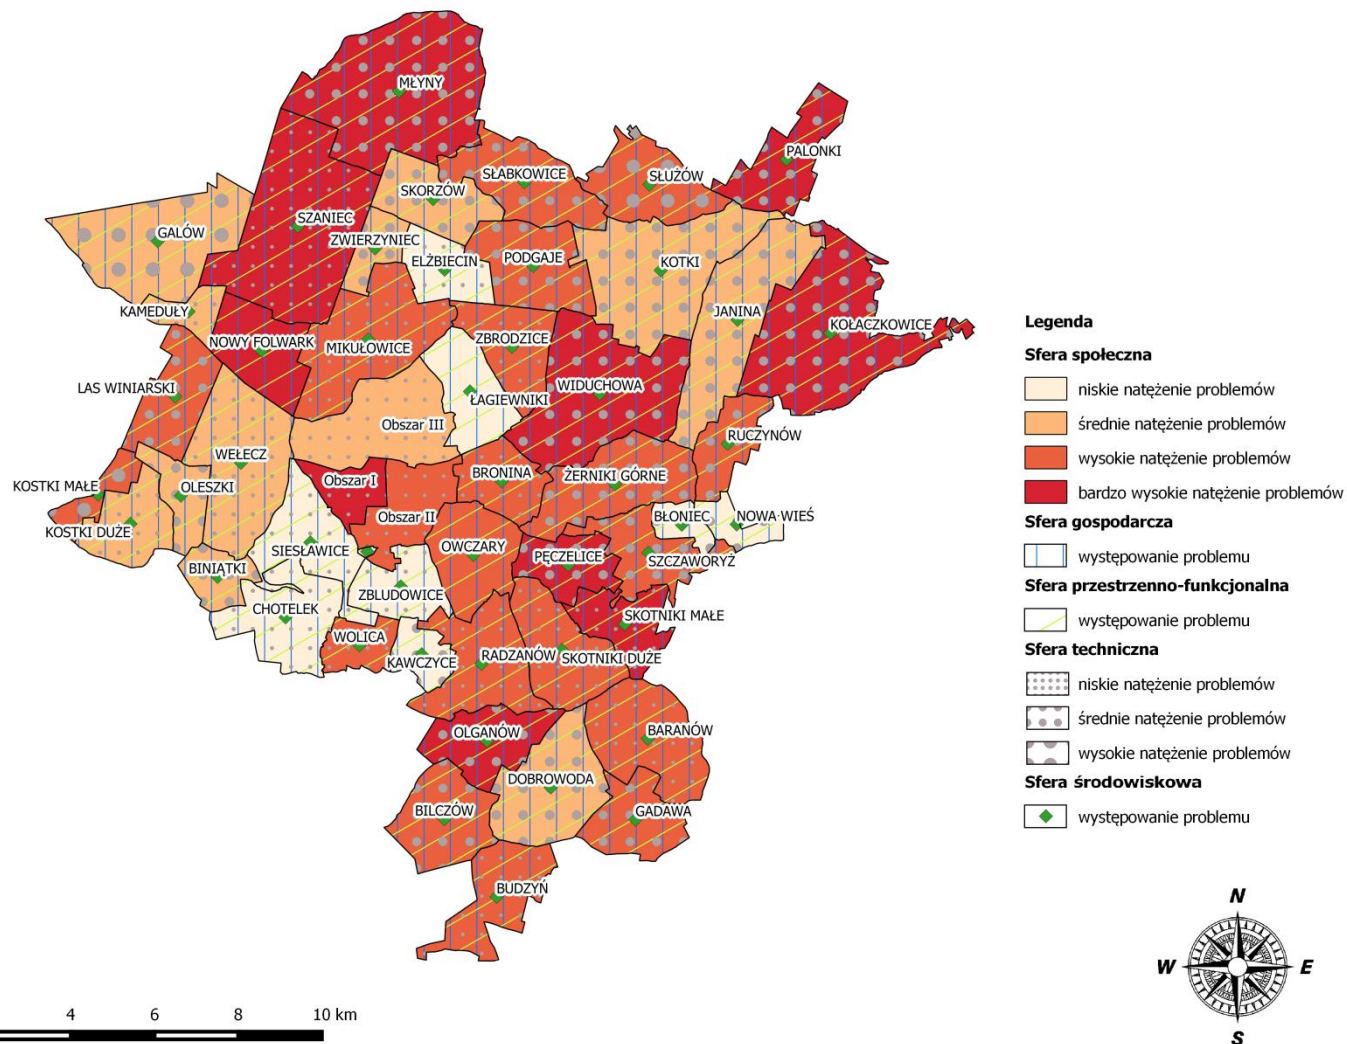 MŁYNY
PALONKI
SŁABKOWICE
SŁUŻÓW
SKORZÓW
SZANIEC
GALÓW
ZWIERZYNIEC
ELŻBIECIN
PODGAJE
KOTKI
KAMEDUŁY
JANINA
KOŁACZKOWICE
NOWY FOLWARK
MIKUŁOWICE
ZBRODZICE
LAS WINIARSKI
WIDUCHOWA
ŁAGIEWNIKI
Obszar III
RUCZYNÓW
WEŁECZ
BRONINA
ŻERNIKI GÓRNE
KOSTKI MAŁE
OLESZKI
Obszar I
Obszar II
BŁONIEC
NOWA WIEŚ
KOSTKI DUŻE
SIESŁAWICE
OWCZARY
PĘCZELICE
SZCZAWORYŻ
BINIĄTKI
ZBLUDOWICE
CHOTELEK
SKOTNIKI MAŁE
WOLICA
KAWCZYCE
RADZANÓW
SKOTNIKI DUŻE
OLGANÓW
BARANÓW
DOBROWODA
BILCZÓW
GADAWA
BUDZYŃ
Legenda
Sfera społeczna
niskie natężenie problemów
średnie natężenie problemów
wysokie natężenie problemów
bardzo wysokie natężenie problemów
Sfera gospodarcza
występowanie problemu
Sfera przestrzenno-funkcjonalna
występowanie problemu
Sfera techniczna
niskie natężenie problemów
średnie natężenie problemów
wysokie natężenie problemów
Sfera środowiskowa
występowanie problemu
N
W E
S
4 6 8 10 km